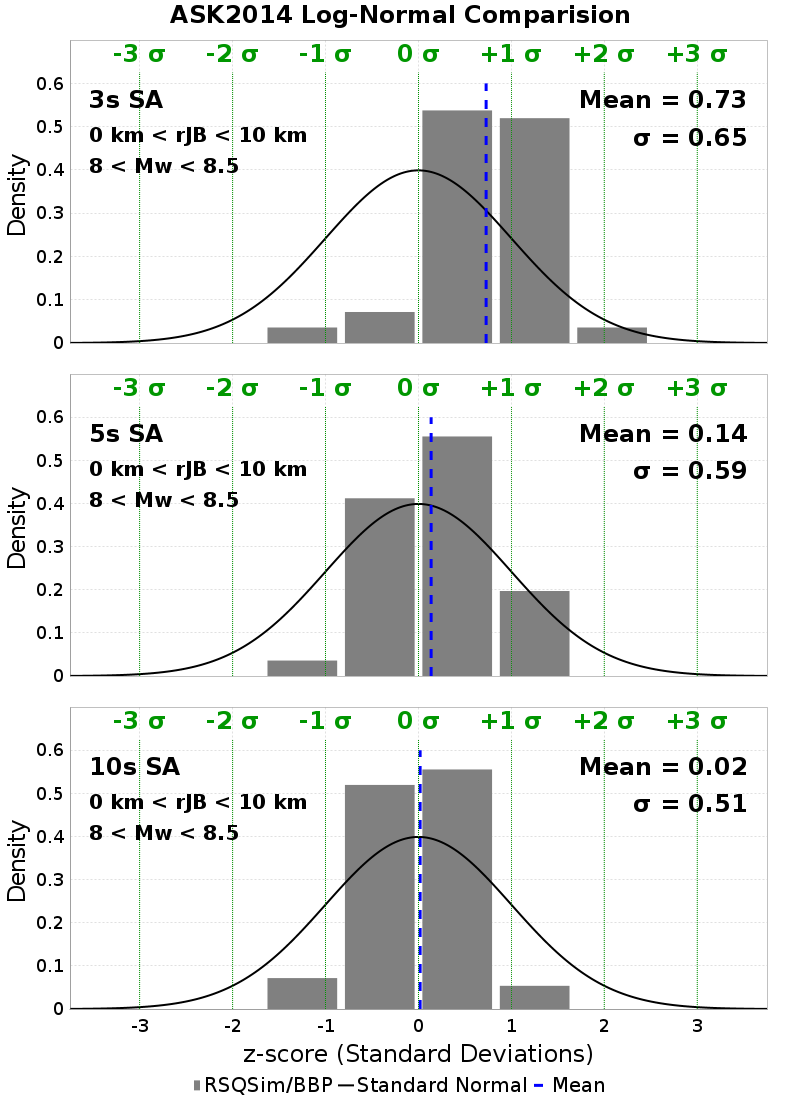 ASK2014 Log-Normal Comparision
-3 σ -2 σ -1 σ 0 σ +1 σ +2 σ +3 σ
3s SA
0 km < rJB < 10 km
8 < Mw < 8.5
Mean = 0.73
σ = 0.65
Density
0.6
0.5
0.4
0.3
0.2
0.1
0
-3 σ -2 σ -1 σ 0 σ +1 σ +2 σ +3 σ
5s SA
0 km < rJB < 10 km
8 < Mw < 8.5
Mean = 0.14
σ = 0.59
Density
0.6
0.5
0.4
0.3
0.2
0.1
0
-3 σ -2 σ -1 σ 0 σ +1 σ +2 σ +3 σ
10s SA
0 km < rJB < 10 km
8 < Mw < 8.5
Mean = 0.02
σ = 0.51
Density
0.6
0.5
0.4
0.3
0.2
0.1
0
-3 -2 -1 0 1 2 3
z-score (Standard Deviations)
RSQSim/BBP Standard Normal Mean